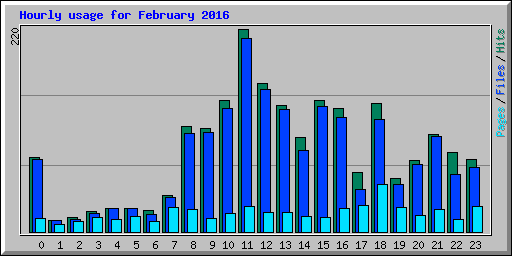 Hourly usage for February 2016
220
Pages/Files/Hits
0 1 2 3 4 5 6 7 8 9 10 11 12 13 14 15 16 17 18 19 20 21 22 23